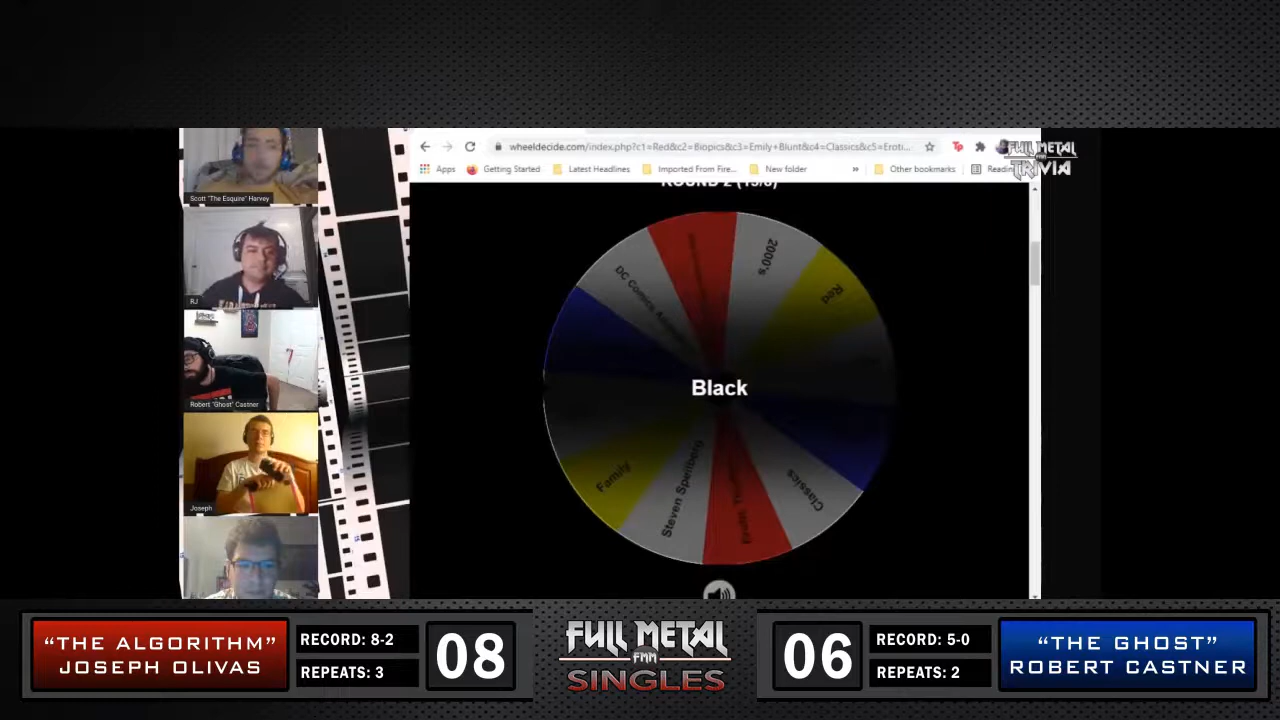 Scott "The Esquire" Harvey
RJ
Robert "Ghost" Castner
Joseph
wheeldecide.com/index.php?c1=Red&c2=Biopics&c3=Emily+Blunt&c4=Classics&c5=Eroti...
Apps
Getting Started
Latest Headlines
Imported From Fire...
New folder
»
Other bookmarks
FULL METAL
TRIVIA
ROUND 2
2000's
Red
DC Comics
Black
Family
Steven Spielberg
Classics
"THE ALGORITHM"
JOSEPH OLIVAS
RECORD: 8-2
REPEATS: 3
08
FULL METAL
FMM
SINGLES
06
RECORD: 5-0
REPEATS: 2
"THE GHOST"
ROBERT CASTNER